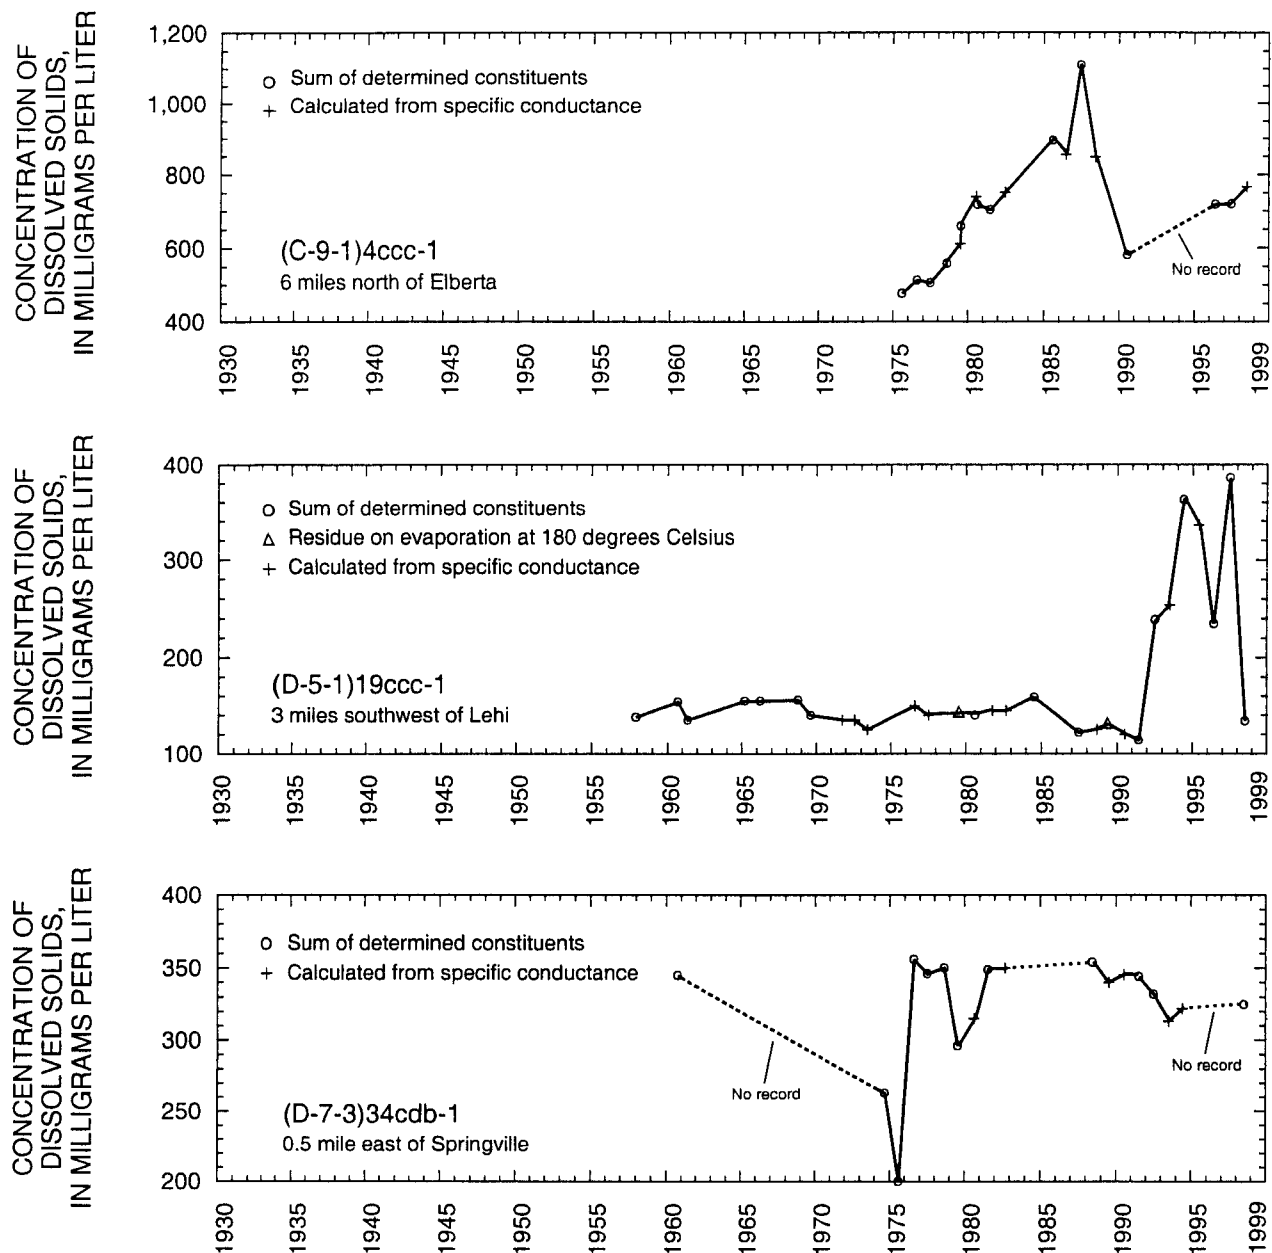 CONCENTRATION OF
DISSOLVED SOLIDS,
IN MILLIGRAMS PER LITER
1,200
1,000
800
600
400
Sum of determined constituents
Calculated from specific conductance
(C-9-1)4ccc-1
6 miles north of Elberta
No record
1930 1935 1940 1945 1950 1955 1960 1965 1970 1975 1980 1985 1990 1995 1999
CONCENTRATION OF
DISSOLVED SOLIDS,
IN MILLIGRAMS PER LITER
400
300
200
100
Sum of determined constituents
Residue on evaporation at 180 degrees Celsius
Calculated from specific conductance
(D-5-1)19ccc-1
3 miles southwest of Lehi
1930 1935 1940 1945 1950 1955 1960 1965 1970 1975 1980 1985 1990 1995 1999
CONCENTRATION OF
DISSOLVED SOLIDS,
IN MILLIGRAMS PER LITER
400
350
300
250
200
Sum of determined constituents
Calculated from specific conductance
No record
No record
(D-7-3)34cdb-1
0.5 mile east of Springville
1930 1935 1940 1945 1950 1955 1960 1965 1970 1975 1980 1985 1990 1995 1999